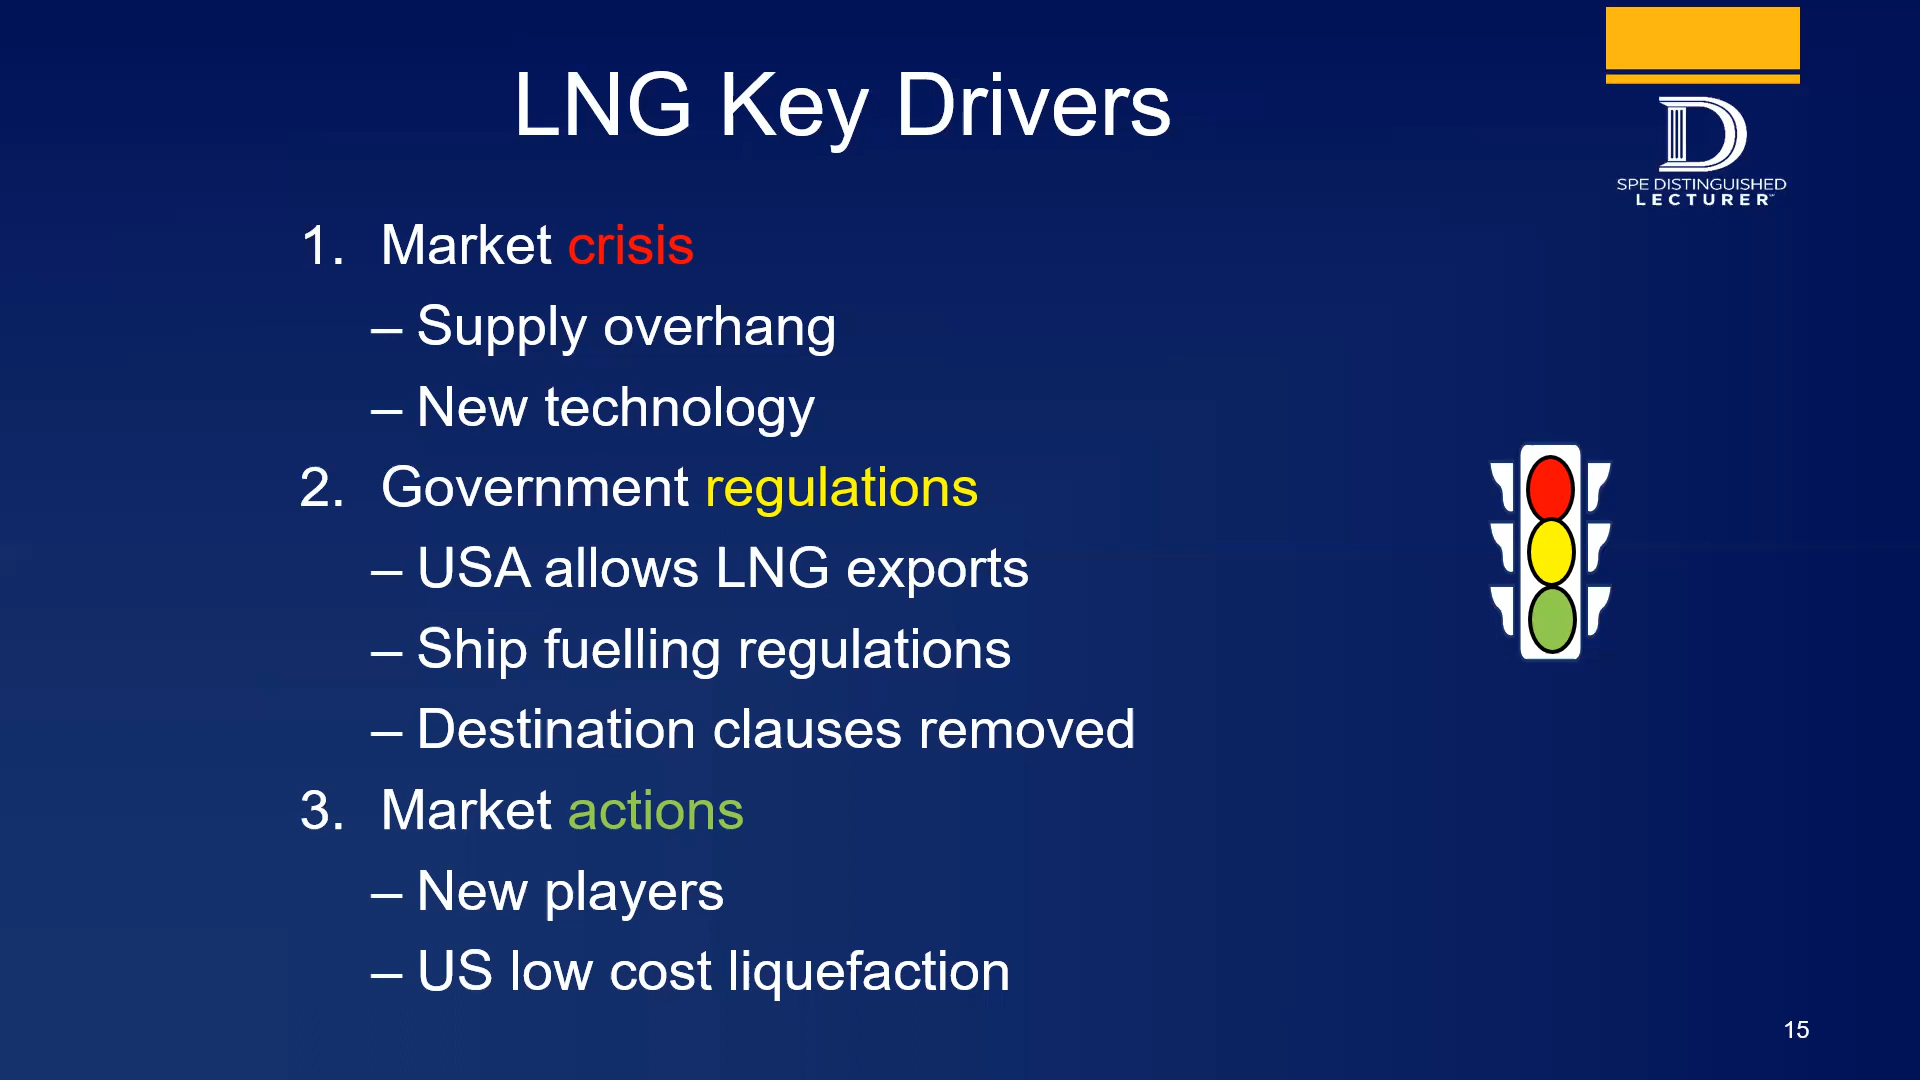 LNG Key Drivers
SPE DISTINGUISHED
LECTURER
1. Market crisis
– Supply overhang
– New technology
2. Government regulations
– USA allows LNG exports
– Ship fuelling regulations
– Destination clauses removed
3. Market actions
– New players
– US low cost liquefaction
15